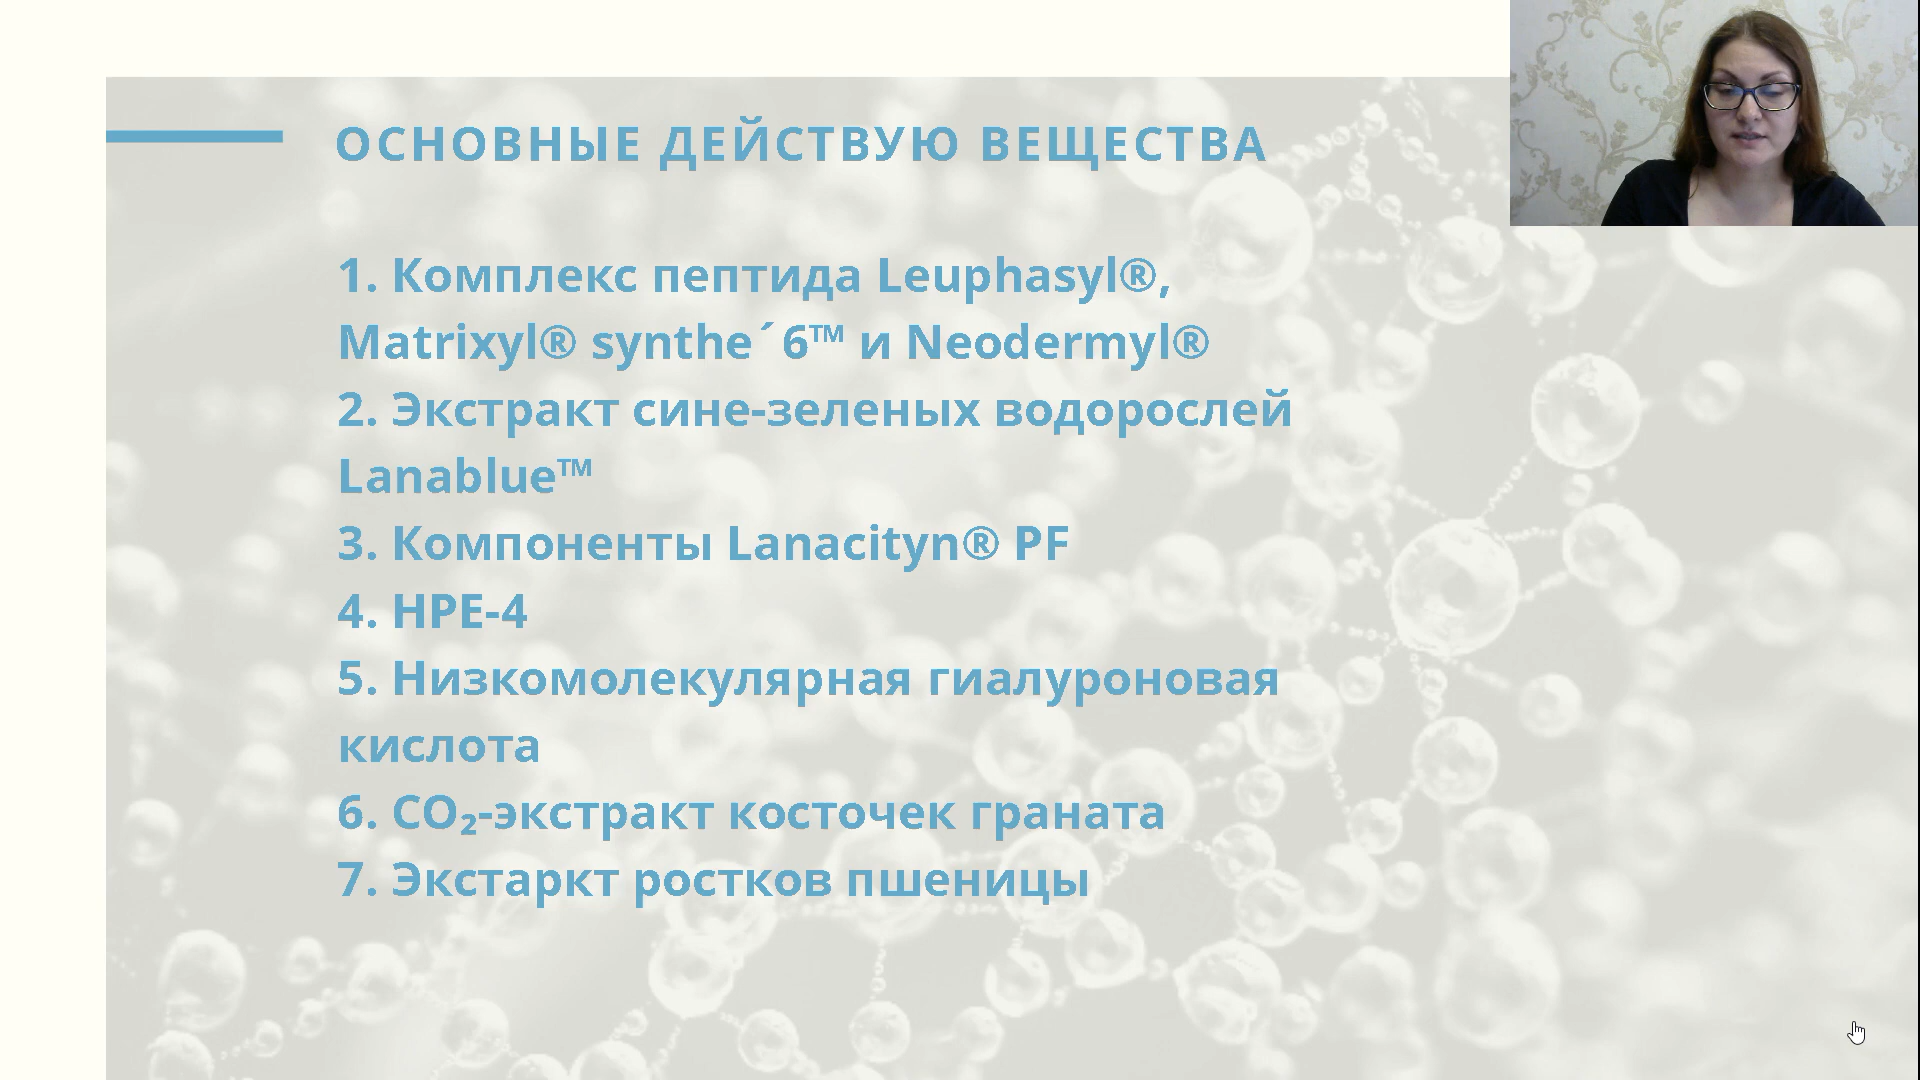 ОСНОВНЫЕ ДЕЙСТВУЮ ВЕЩЕСТВА
1. Комплекс пептида Leuphasyl®,
Matrixyl® synthe´6™ и Neodermyl®
2. Экстракт сине-зеленых водорослей
Lanablue™
3. Компоненты Lanacityn® PF
4. HPE-4
5. Низкомолекулярная гиалуроновая
кислота
6. CO₂-экстракт косточек граната
7. Экстаркт ростков пшеницы